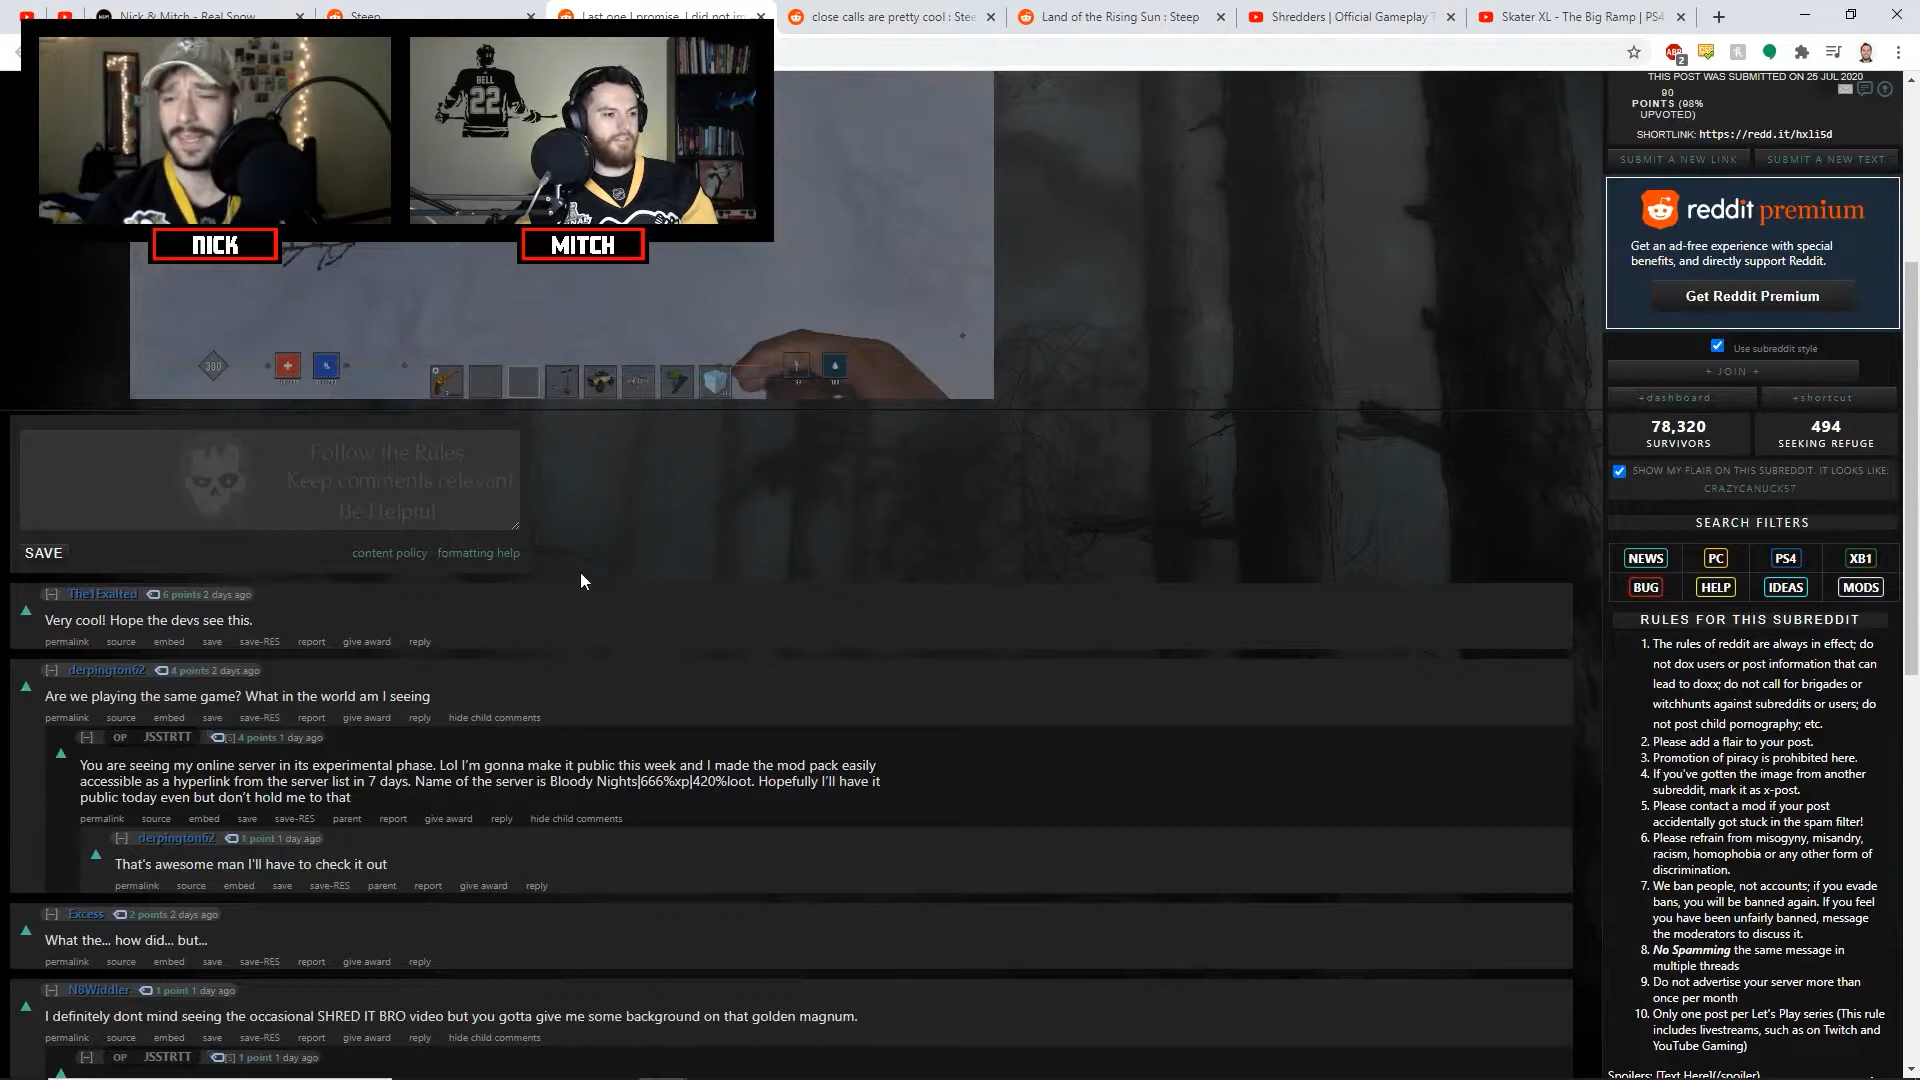 Nick & Mitch - Real Snow
Steep
Last one I promise. I did not im
close calls are pretty cool : Stee
Land of the Rising Sun : Steep
Shredders | Official Gameplay T
Skater XL - The Big Ramp | PS4
BELL
22
NICK
MITCH
300
THIS POST WAS SUBMITTED ON 25 JUL 2020
90
POINTS (98%
UPVOTED)
SHORTLINK: https://redd.it/hxli5d
SUBMIT A NEW LINK
SUBMIT A NEW TEXT
reddit premium
Get an ad-free experience with special
benefits, and directly support Reddit.
Get Reddit Premium
Use subreddit style
+ JOIN +
+dashboard
+shortcut
78,320
SURVIVORS
494
SEEKING REFUGE
SHOW MY FLAIR ON THIS SUBREDDIT. IT LOOKS LIKE:
CRAZYCANUCK57
SEARCH FILTERS
NEWS
PC
PS4
XB1
BUG
HELP
IDEAS
MODS
RULES FOR THIS SUBREDDIT
1. The rules of reddit are always in effect; do
not dox users or post information that can
lead to doxx; do not call for brigades or
witchhunts against subreddits or users; do
not post child pornography; etc.
2. Please add a flair to your post.
3. Promotion of piracy is prohibited here.
4. If you've gotten the image from another
subreddit, mark it as x-post.
5. Please contact a mod if your post
accidentally got stuck in the spam filter!
6. Please refrain from misogyny, misandry,
racism, homophobia or any other form of
discrimination.
7. We ban people, not accounts; if you evade
bans, you will be banned again. If you feel
you have been unfairly banned, message
the moderators to discuss it.
8. No Spamming the same message in
multiple threads
9. Do not advertise your server more than
once per month
10. Only one post per Let's Play series (This rule
includes livestreams, such as on Twitch and
YouTube Gaming)
Spoilers: [Text Here](/spoiler)
Follow the Rules
Keep comments relevant
Be Helpful
SAVE
content policy formatting help
[–] The1Exalted 6 points 2 days ago
Very cool! Hope the devs see this.
permalink source embed save save-RES report give award reply
[–] derpington62 4 points 2 days ago
Are we playing the same game? What in the world am I seeing
permalink source embed save save-RES report give award reply hide child comments
[–] OP JSSTRTT [S] 4 points 1 day ago
You are seeing my online server in its experimental phase. Lol I'm gonna make it public this week and I made the mod pack easily
accessible as a hyperlink from the server list in 7 days. Name of the server is Bloody Nights|666%xp|420%loot. Hopefully I'll have it
public today even but don't hold me to that
permalink source embed save save-RES parent report give award reply hide child comments
[–] derpington62 1 point 1 day ago
That's awesome man I'll have to check it out
permalink source embed save save-RES parent report give award reply
[–] Excess 2 points 2 days ago
What the... how did... but...
permalink source embed save save-RES report give award reply
[–] N8Widdler 1 point 1 day ago
I definitely dont mind seeing the occasional SHRED IT BRO video but you gotta give me some background on that golden magnum.
permalink source embed save save-RES report give award reply hide child comments
[–] OP JSSTRTT [S] 1 point 1 day ago